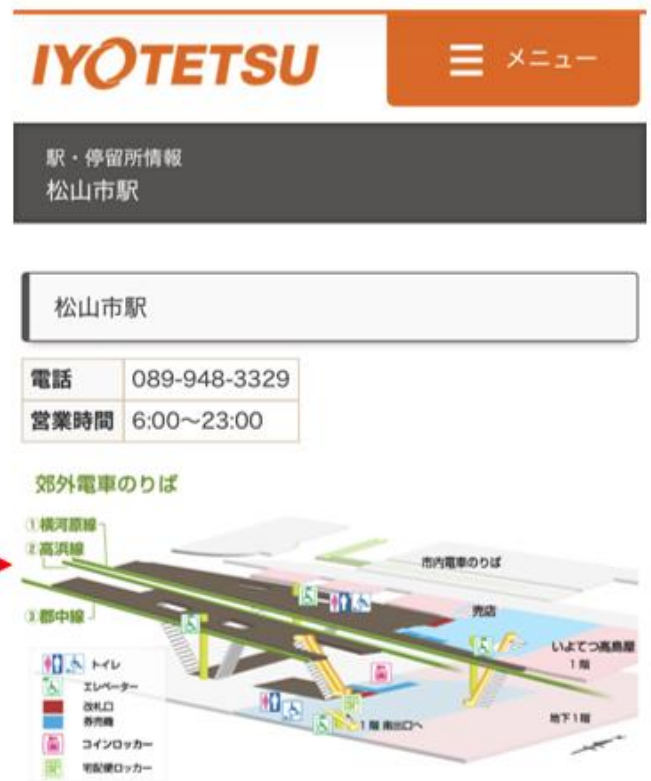 IYOTETSU
メニュー
駅・停留所情報
松山市駅
松山市駅
電話 089-948-3329
営業時間 6:00〜23:00
郊外電車のりば
①横河原線
②高浜線
③郡中線
市内電車のりば
売店
いよてつ髙島屋
1階
地下1階
1階 南出口へ
トイレ
エレベーター
改札口
券売機
コインロッカー
宅配便ロッカー